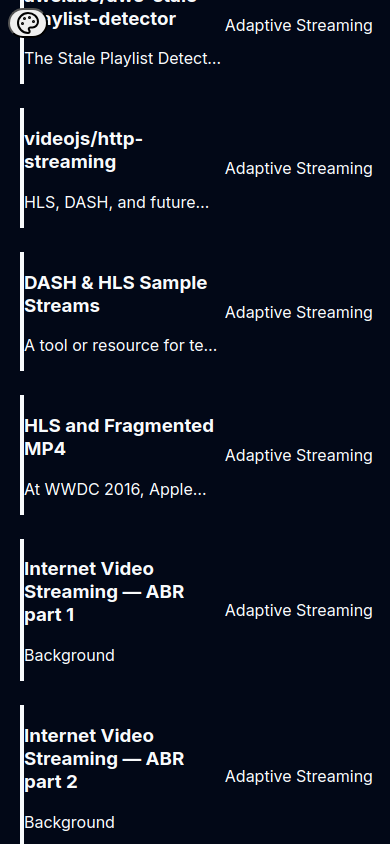 playlist-detector
Adaptive Streaming
The Stale Playlist Detect...
videojs/http-
streaming
Adaptive Streaming
HLS, DASH, and future...
DASH & HLS Sample
Streams
Adaptive Streaming
A tool or resource for te...
HLS and Fragmented
MP4
Adaptive Streaming
At WWDC 2016, Apple...
Internet Video
Streaming — ABR
part 1
Adaptive Streaming
Background
Internet Video
Streaming — ABR
part 2
Adaptive Streaming
Background